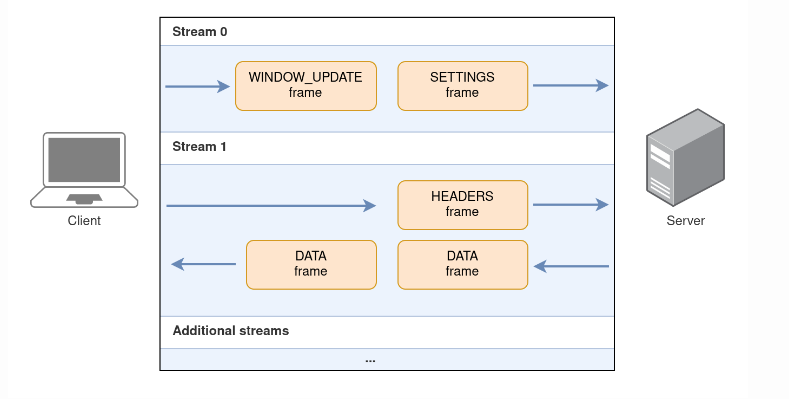 Stream 0
WINDOW_UPDATE
frame
SETTINGS
frame
Stream 1
HEADERS
frame
DATA
frame
DATA
frame
Client
Server
Additional streams
...